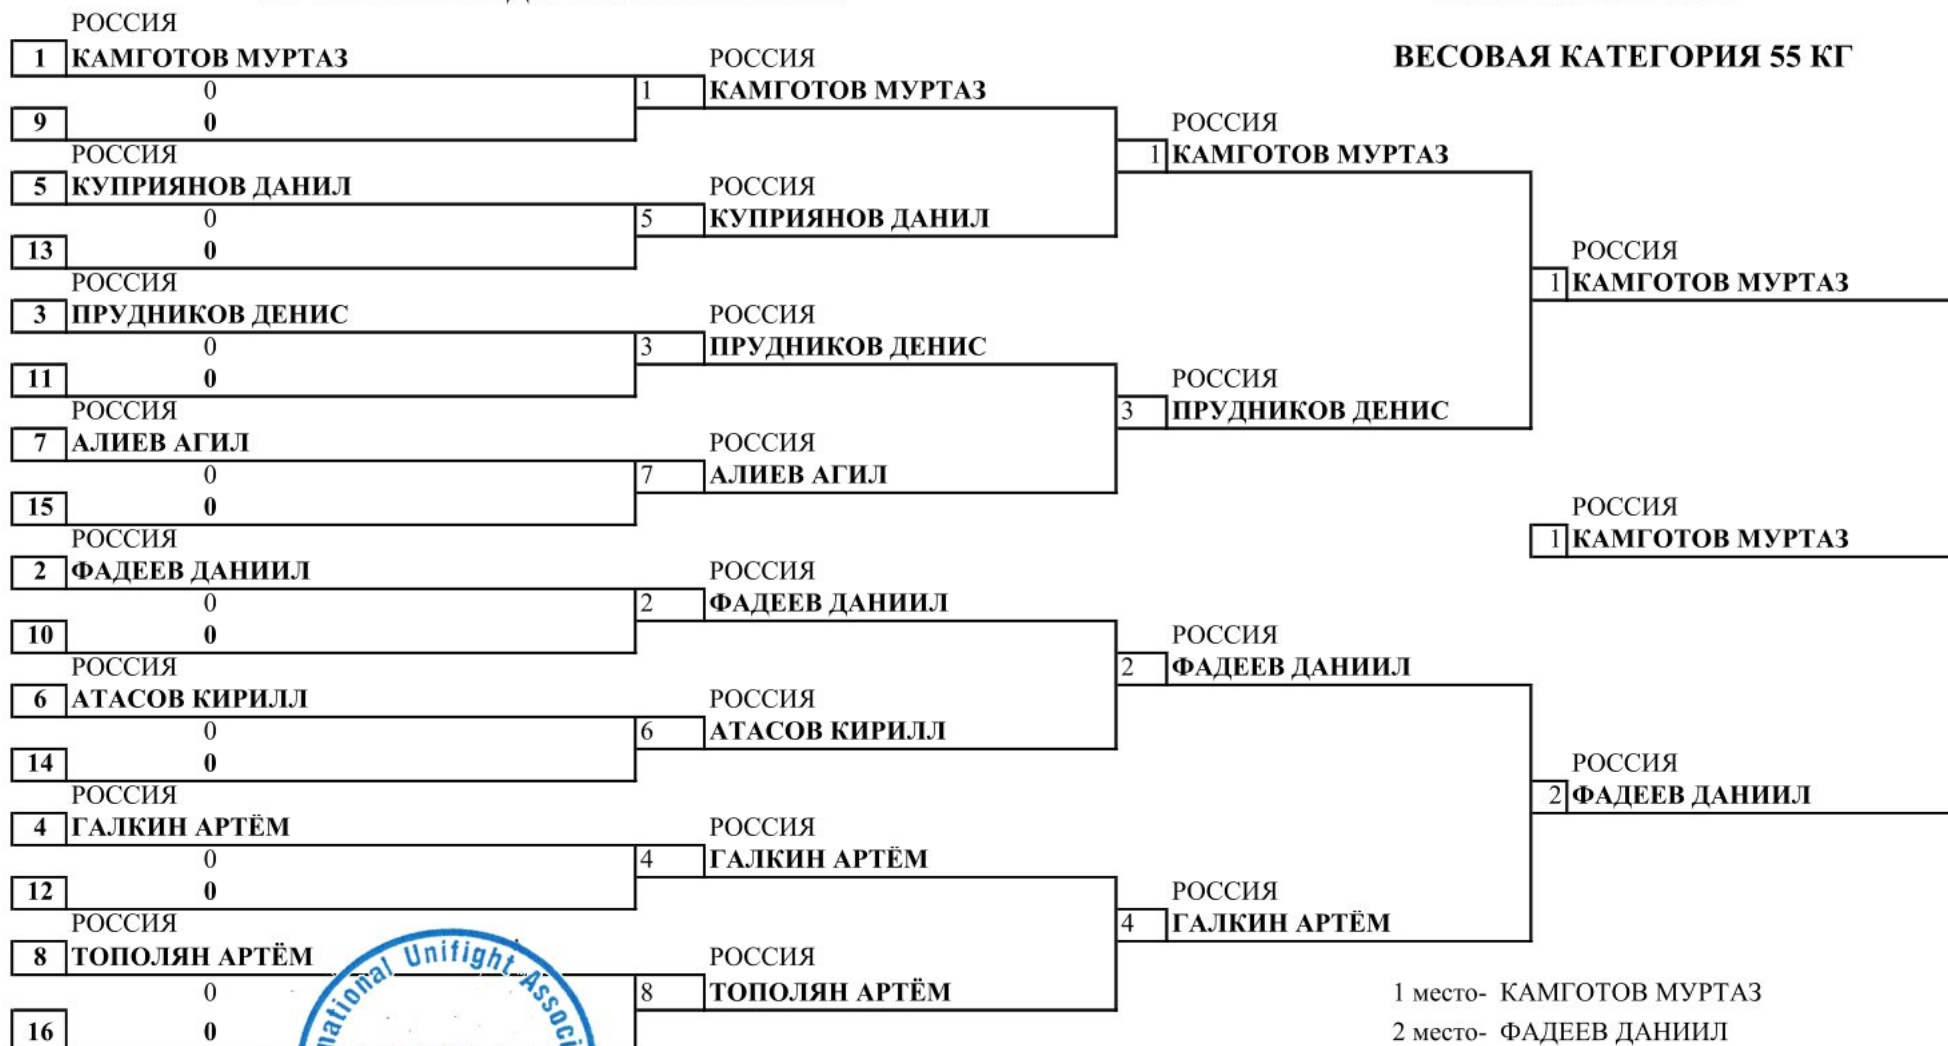 РОССИЯ
1 КАМГОТОВ МУРТАЗ РОССИЯ ВЕСОВАЯ КАТЕГОРИЯ 55 КГ
0 1 КАМГОТОВ МУРТАЗ
9 0 РОССИЯ
РОССИЯ 1 КАМГОТОВ МУРТАЗ
5 КУПРИЯНОВ ДАНИЛ РОССИЯ
0 5 КУПРИЯНОВ ДАНИЛ
13 0 РОССИЯ
РОССИЯ 1 КАМГОТОВ МУРТАЗ
3 ПРУДНИКОВ ДЕНИС РОССИЯ
0 3 ПРУДНИКОВ ДЕНИС
11 0 РОССИЯ
РОССИЯ 3 ПРУДНИКОВ ДЕНИС
7 АЛИЕВ АГИЛ РОССИЯ
0 7 АЛИЕВ АГИЛ
15 0 РОССИЯ
РОССИЯ 1 КАМГОТОВ МУРТАЗ
2 ФАДЕЕВ ДАНИИЛ РОССИЯ
0 2 ФАДЕЕВ ДАНИИЛ
10 0 РОССИЯ
РОССИЯ 2 ФАДЕЕВ ДАНИИЛ
6 АТАСОВ КИРИЛЛ РОССИЯ
0 6 АТАСОВ КИРИЛЛ
14 0 РОССИЯ
РОССИЯ 2 ФАДЕЕВ ДАНИИЛ
4 ГАЛКИН АРТЁМ РОССИЯ
0 4 ГАЛКИН АРТЁМ
12 0 РОССИЯ
РОССИЯ 4 ГАЛКИН АРТЁМ
8 ТОПОЛЯН АРТЁМ РОССИЯ
0 8 ТОПОЛЯН АРТЁМ 1 место- КАМГОТОВ МУРТАЗ
16 0 2 место- ФАДЕЕВ ДАНИИЛ
Unifight